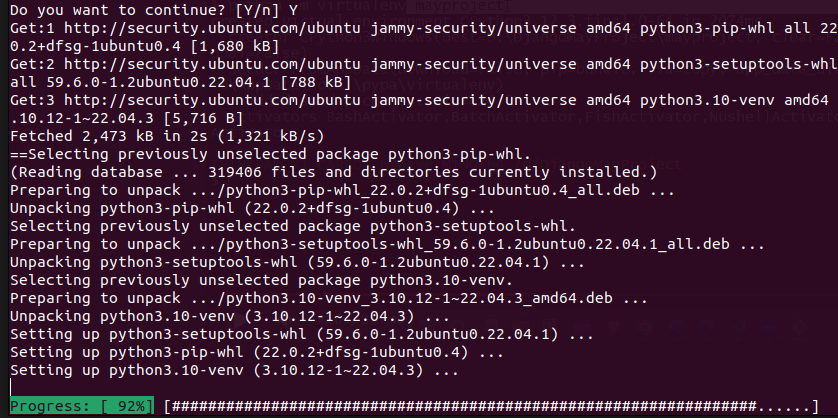 Do you want to continue? [Y/n] Y
Get:1 http://security.ubuntu.com/ubuntu jammy-security/universe amd64 python3-pip-whl all 22
0.2+dfsg-1ubuntu0.4 [1,680 kB]
Get:2 http://security.ubuntu.com/ubuntu jammy-security/universe amd64 python3-setuptools-whl
all 59.6.0-1.2ubuntu0.22.04.1 [788 kB]
Get:3 http://security.ubuntu.com/ubuntu jammy-security/universe amd64 python3.10-venv amd64
.10.12-1~22.04.3 [5,716 B]
Fetched 2,473 kB in 2s (1,321 kB/s)
==Selecting previously unselected package python3-pip-whl.
(Reading database ... 319406 files and directories currently installed.)
Preparing to unpack .../python3-pip-whl_22.0.2+dfsg-1ubuntu0.4_all.deb ...
Unpacking python3-pip-whl (22.0.2+dfsg-1ubuntu0.4) ...
Selecting previously unselected package python3-setuptools-whl.
Preparing to unpack .../python3-setuptools-whl_59.6.0-1.2ubuntu0.22.04.1_all.deb ...
Unpacking python3-setuptools-whl (59.6.0-1.2ubuntu0.22.04.1) ...
Selecting previously unselected package python3.10-venv.
Preparing to unpack .../python3.10-venv_3.10.12-1~22.04.3_amd64.deb ...
Unpacking python3.10-venv (3.10.12-1~22.04.3) ...
Setting up python3-setuptools-whl (59.6.0-1.2ubuntu0.22.04.1) ...
Setting up python3-pip-whl (22.0.2+dfsg-1ubuntu0.4) ...
Setting up python3.10-venv (3.10.12-1~22.04.3) ...
Progress: [ 92%] [#################################################################......]